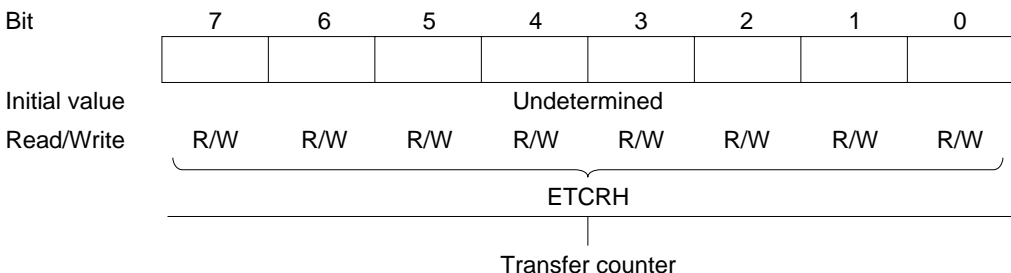 Bit 7 6 5 4 3 2 1 0
Initial value Undetermined
Read/Write R/W R/W R/W R/W R/W R/W R/W R/W
ETCRH
Transfer counter